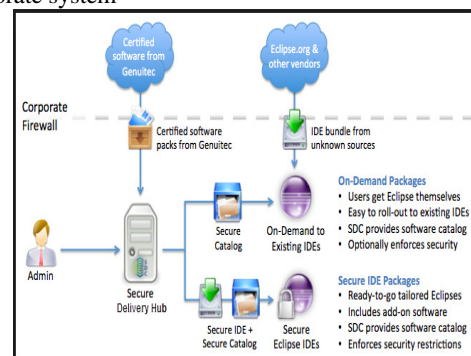 orate system
Certified
software from
Genuitec
Eclipse.org &
other vendors
Corporate
Firewall
Certified software
packs from Genuitec
IDE bundle from
unknown sources
Admin
Secure
Delivery Hub
Secure
Catalog
On-Demand to
Existing IDEs
On-Demand Packages
• Users get Eclipse themselves
• Easy to roll-out to existing IDEs
• SDC provides software catalog
• Optionally enforces security
Secure IDE +
Secure Catalog
Secure
Eclipse IDEs
Secure IDE Packages
• Ready-to-go tailored Eclipses
• Includes add-on software
• SDC provides software catalog
• Enforces security restrictions